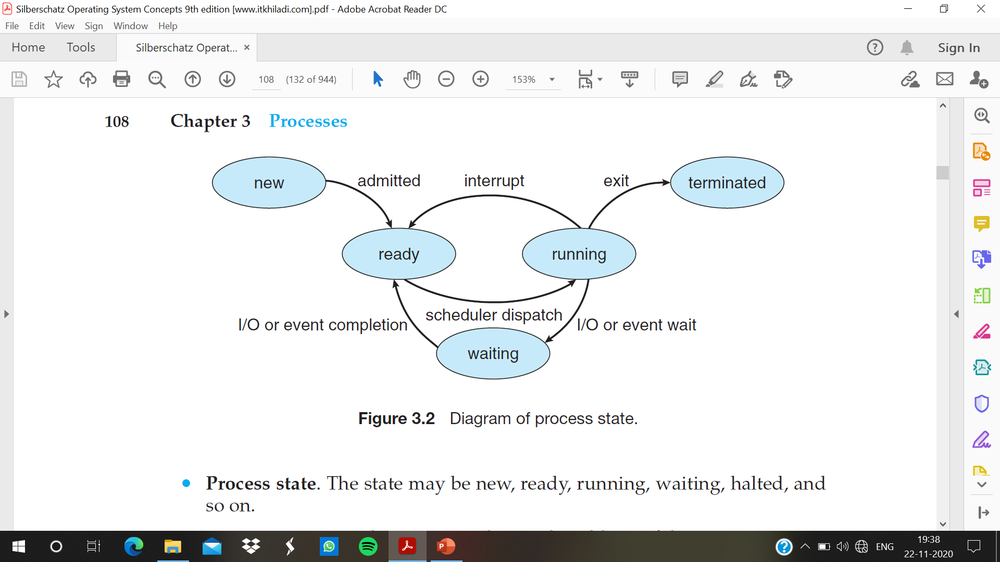 Silberschatz Operating System Concepts 9th edition [www.itkhiladi.com].pdf - Adobe Acrobat Reader DC
File Edit View Sign Window Help
Home Tools Silberschatz Operat... × Sign In
108 (132 of 944) 153%
108 Chapter 3 Processes
new admitted interrupt exit terminated
ready running
scheduler dispatch
I/O or event completion I/O or event wait
waiting
Figure 3.2 Diagram of process state.
• Process state. The state may be new, ready, running, waiting, halted, and
so on.
19:38
ENG
22-11-2020